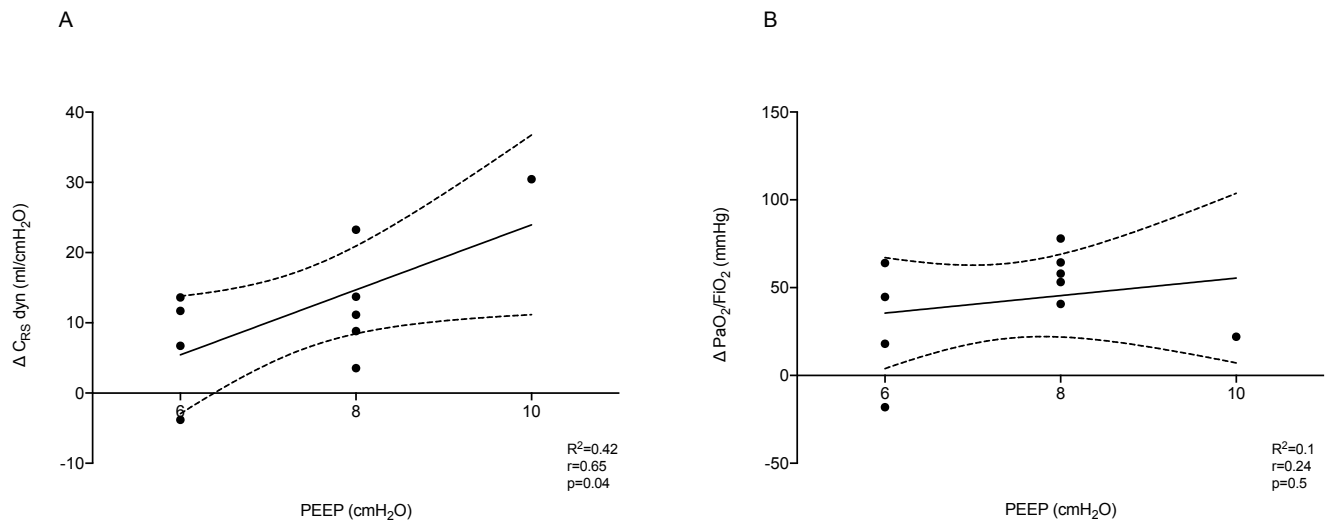 A
Δ C_RS dyn (ml/cmH₂O)
40
30
20
10
0
-10
6
8
10
PEEP (cmH₂O)
R²=0.42
r=0.65
p=0.04
B
Δ PaO₂/FiO₂ (mmHg)
150
100
50
0
-50
6
8
10
PEEP (cmH₂O)
R²=0.1
r=0.24
p=0.5